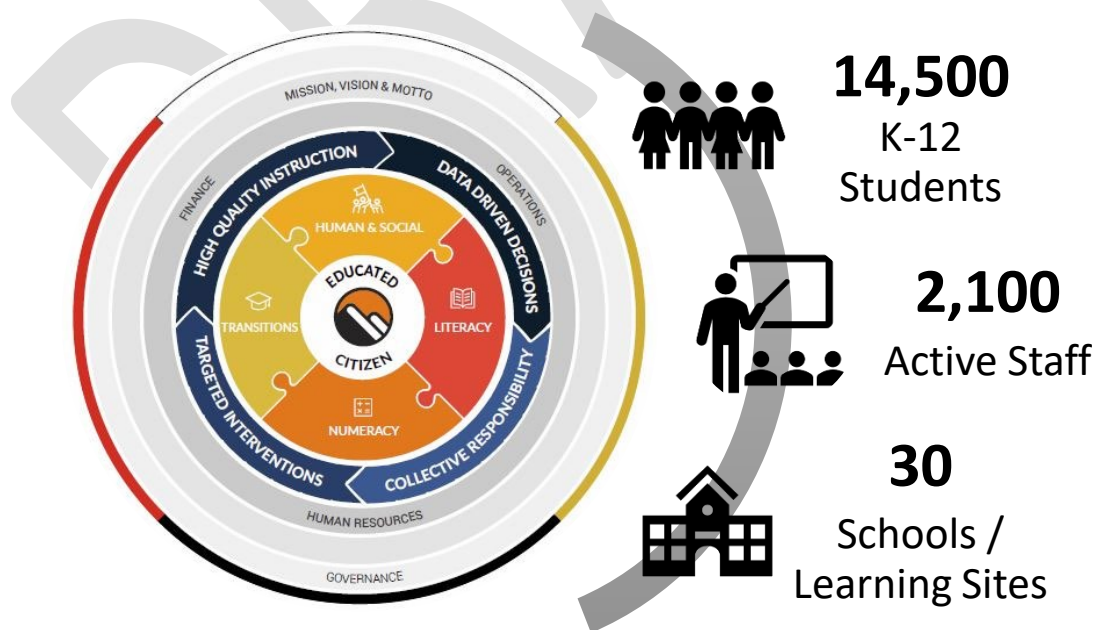 MISSION, VISION & MOTTO
FINANCE
OPERATIONS
HIGH QUALITY INSTRUCTION
DATA DRIVEN DECISIONS
HUMAN & SOCIAL
EDUCATED
TRANSITIONS
LITERACY
CITIZEN
NUMERACY
TARGETED INTERVENTIONS
COLLECTIVE RESPONSIBILITY
HUMAN RESOURCES
GOVERNANCE
14,500
K-12
Students
2,100
Active Staff
30
Schools /
Learning Sites